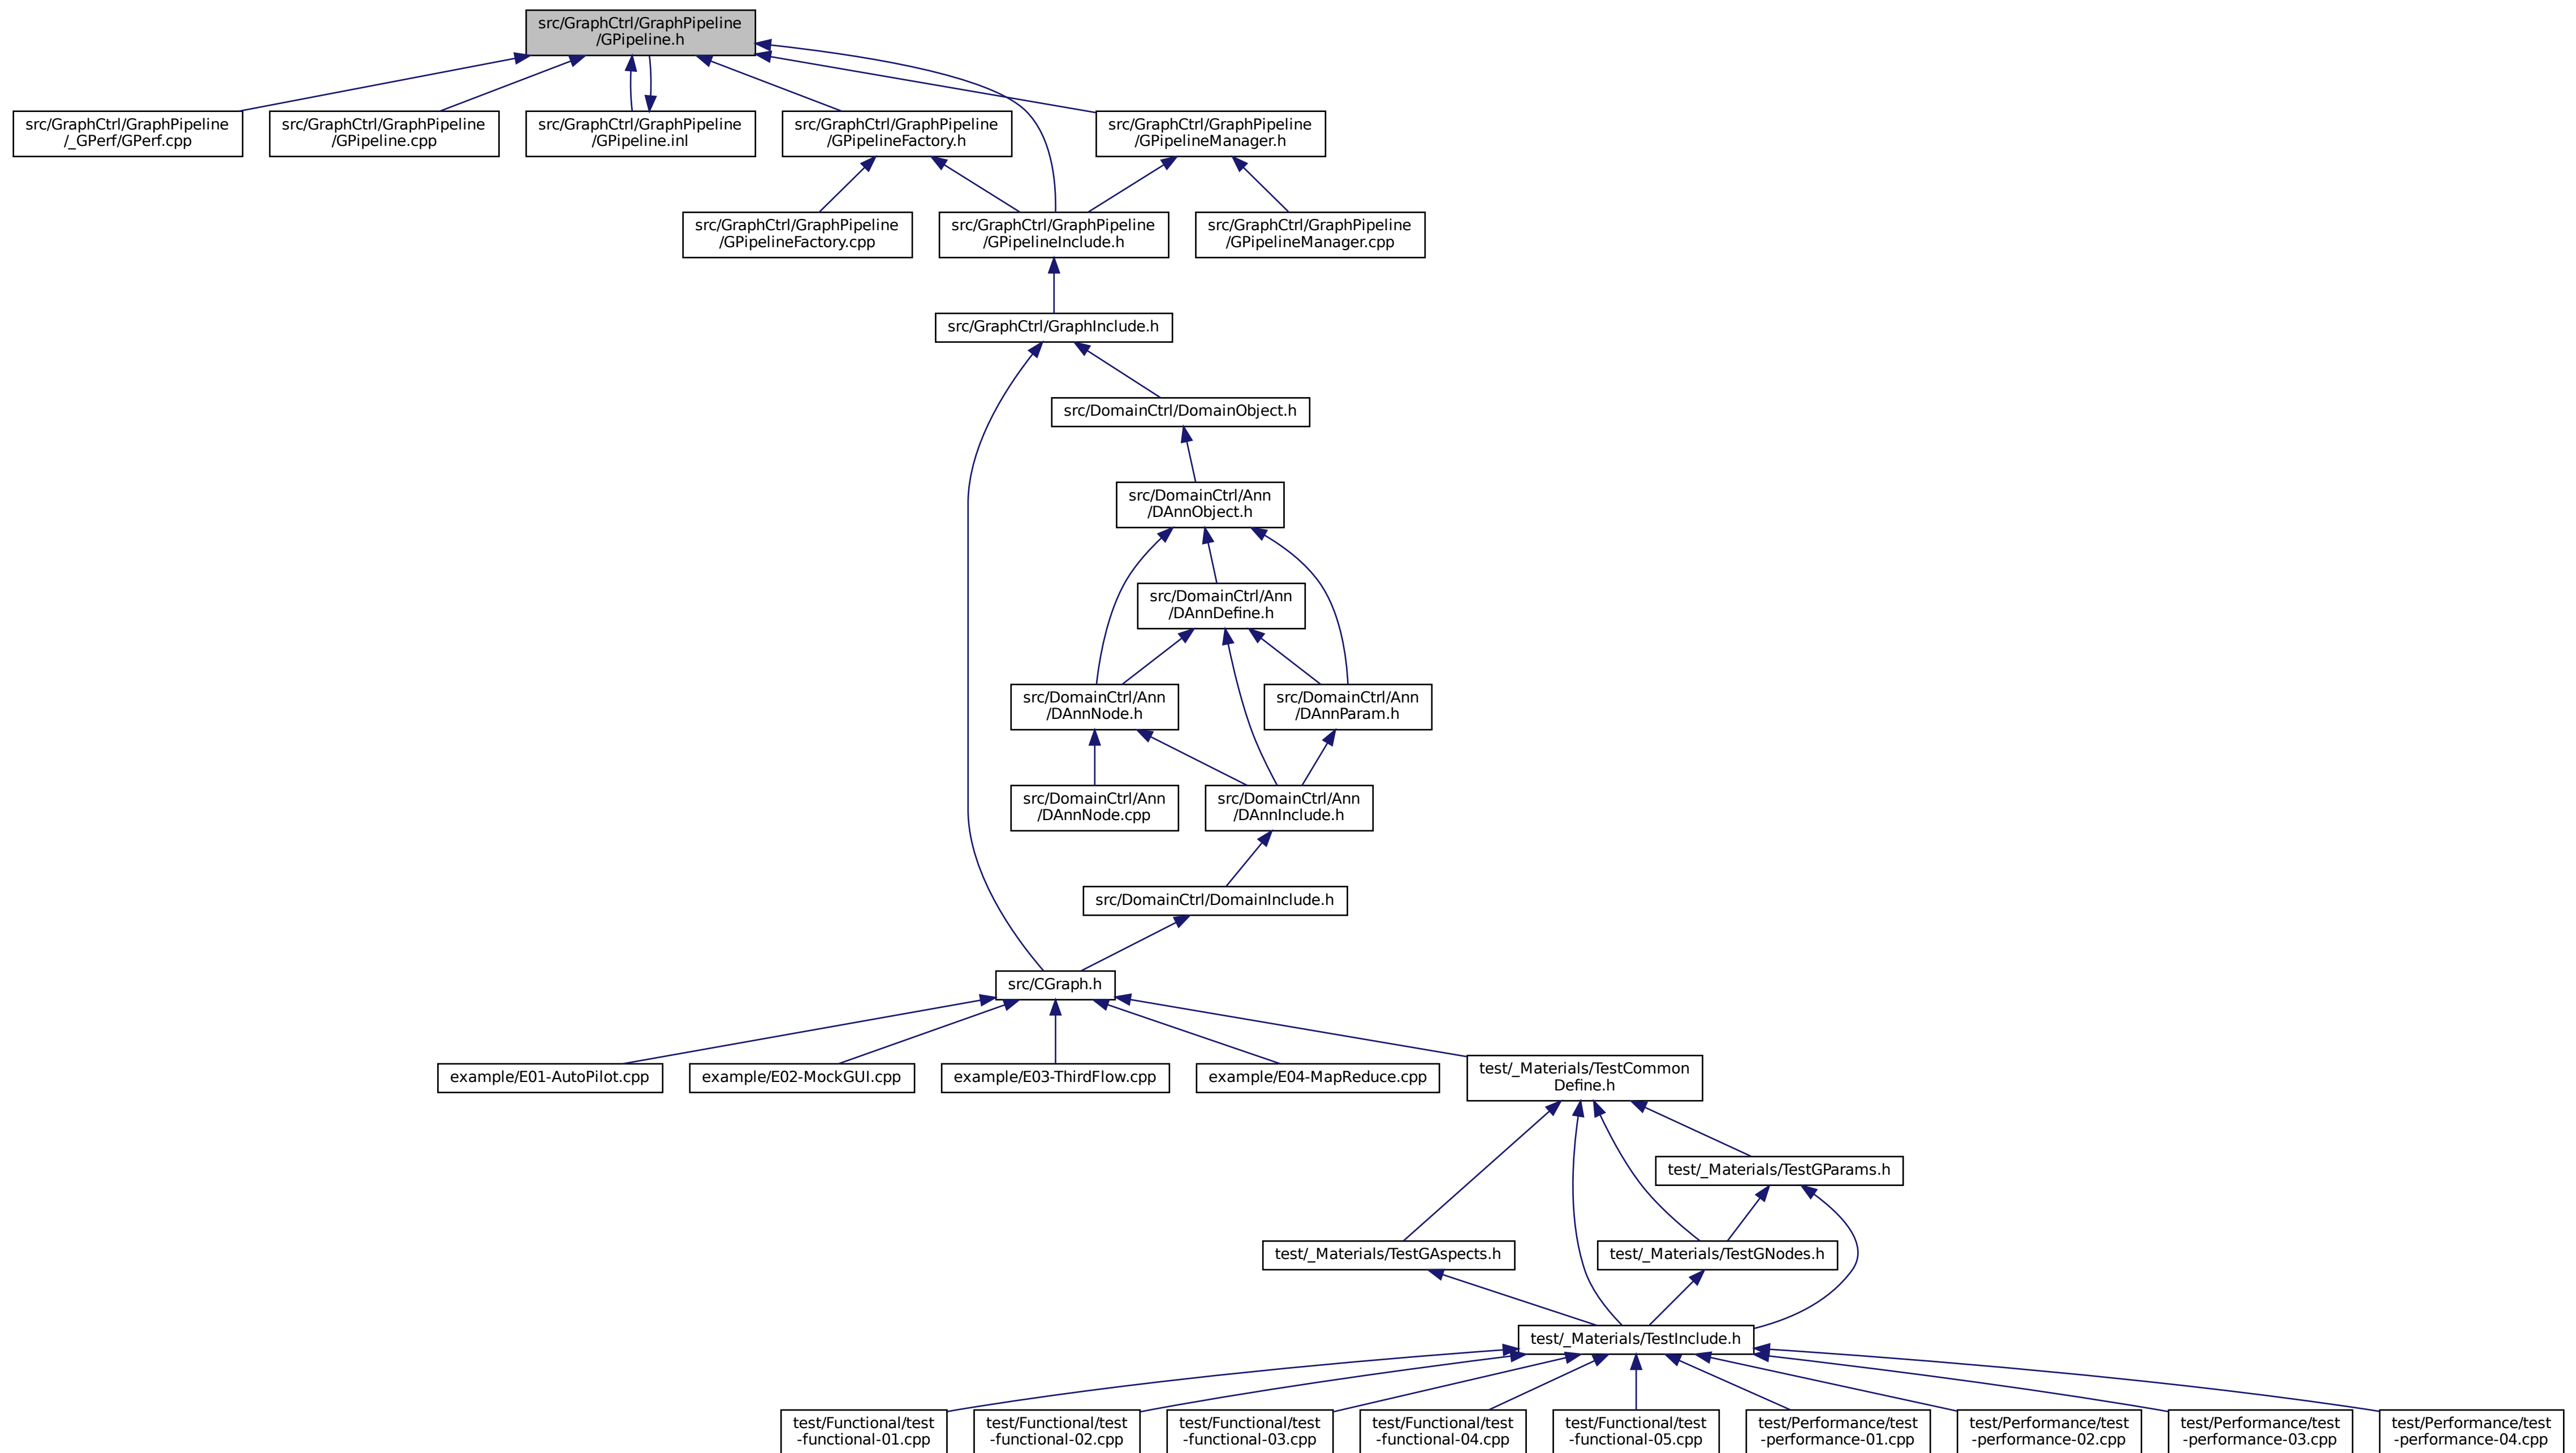 src/GraphCtrl/GraphPipeline
/GPipeline.h
src/GraphCtrl/GraphPipeline
/_GPerf/GPerf.cpp
src/GraphCtrl/GraphPipeline
/GPipeline.cpp
src/GraphCtrl/GraphPipeline
/GPipeline.inl
src/GraphCtrl/GraphPipeline
/GPipelineFactory.h
src/GraphCtrl/GraphPipeline
/GPipelineManager.h
src/GraphCtrl/GraphPipeline
/GPipelineFactory.cpp
src/GraphCtrl/GraphPipeline
/GPipelineInclude.h
src/GraphCtrl/GraphPipeline
/GPipelineManager.cpp
src/GraphCtrl/GraphInclude.h
src/DomainCtrl/DomainObject.h
src/DomainCtrl/Ann
/DAnnObject.h
src/DomainCtrl/Ann
/DAnnDefine.h
src/DomainCtrl/Ann
/DAnnNode.h
src/DomainCtrl/Ann
/DAnnParam.h
src/DomainCtrl/Ann
/DAnnNode.cpp
src/DomainCtrl/Ann
/DAnnInclude.h
src/DomainCtrl/DomainInclude.h
src/CGraph.h
example/E01-AutoPilot.cpp
example/E02-MockGUI.cpp
example/E03-ThirdFlow.cpp
example/E04-MapReduce.cpp
test/_Materials/TestCommon
Define.h
test/_Materials/TestGParams.h
test/_Materials/TestGAspects.h
test/_Materials/TestGNodes.h
test/_Materials/TestInclude.h
test/Functional/test
-functional-01.cpp
test/Functional/test
-functional-02.cpp
test/Functional/test
-functional-03.cpp
test/Functional/test
-functional-04.cpp
test/Functional/test
-functional-05.cpp
test/Performance/test
-performance-01.cpp
test/Performance/test
-performance-02.cpp
test/Performance/test
-performance-03.cpp
test/Performance/test
-performance-04.cpp